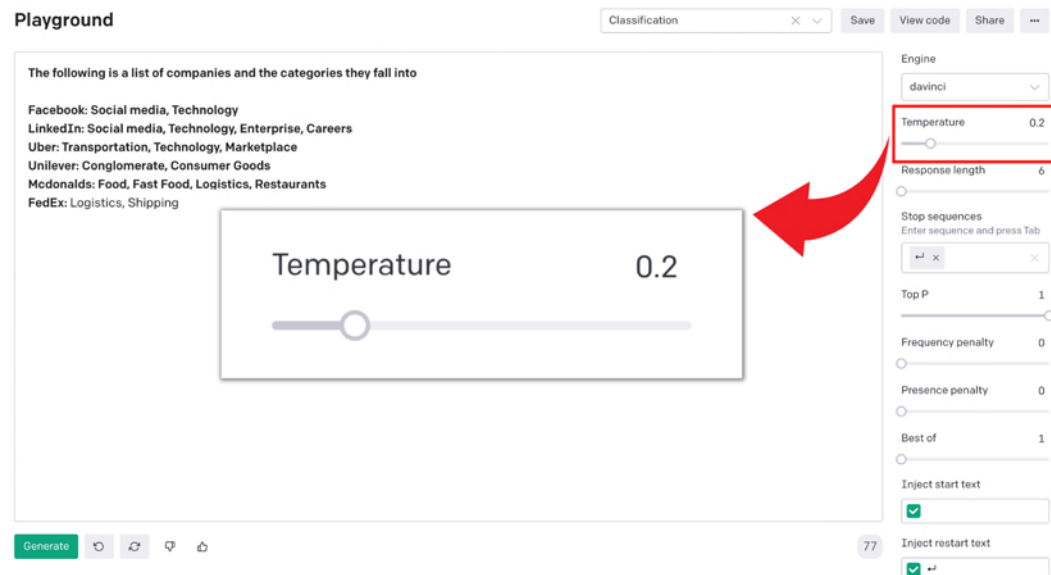 Playground
Classification
Save
View code
Share
The following is a list of companies and the categories they fall into
Facebook: Social media, Technology
LinkedIn: Social media, Technology, Enterprise, Careers
Uber: Transportation, Technology, Marketplace
Unilever: Conglomerate, Consumer Goods
Mcdonalds: Food, Fast Food, Logistics, Restaurants
FedEx: Logistics, Shipping
Temperature 0.2
Engine
davinci
Temperature 0.2
Response length 6
Stop sequences
Enter sequence and press Tab
↵ ×
Top P 1
Frequency penalty 0
Presence penalty 0
Best of 1
Inject start text
Inject restart text
↵
Generate
77